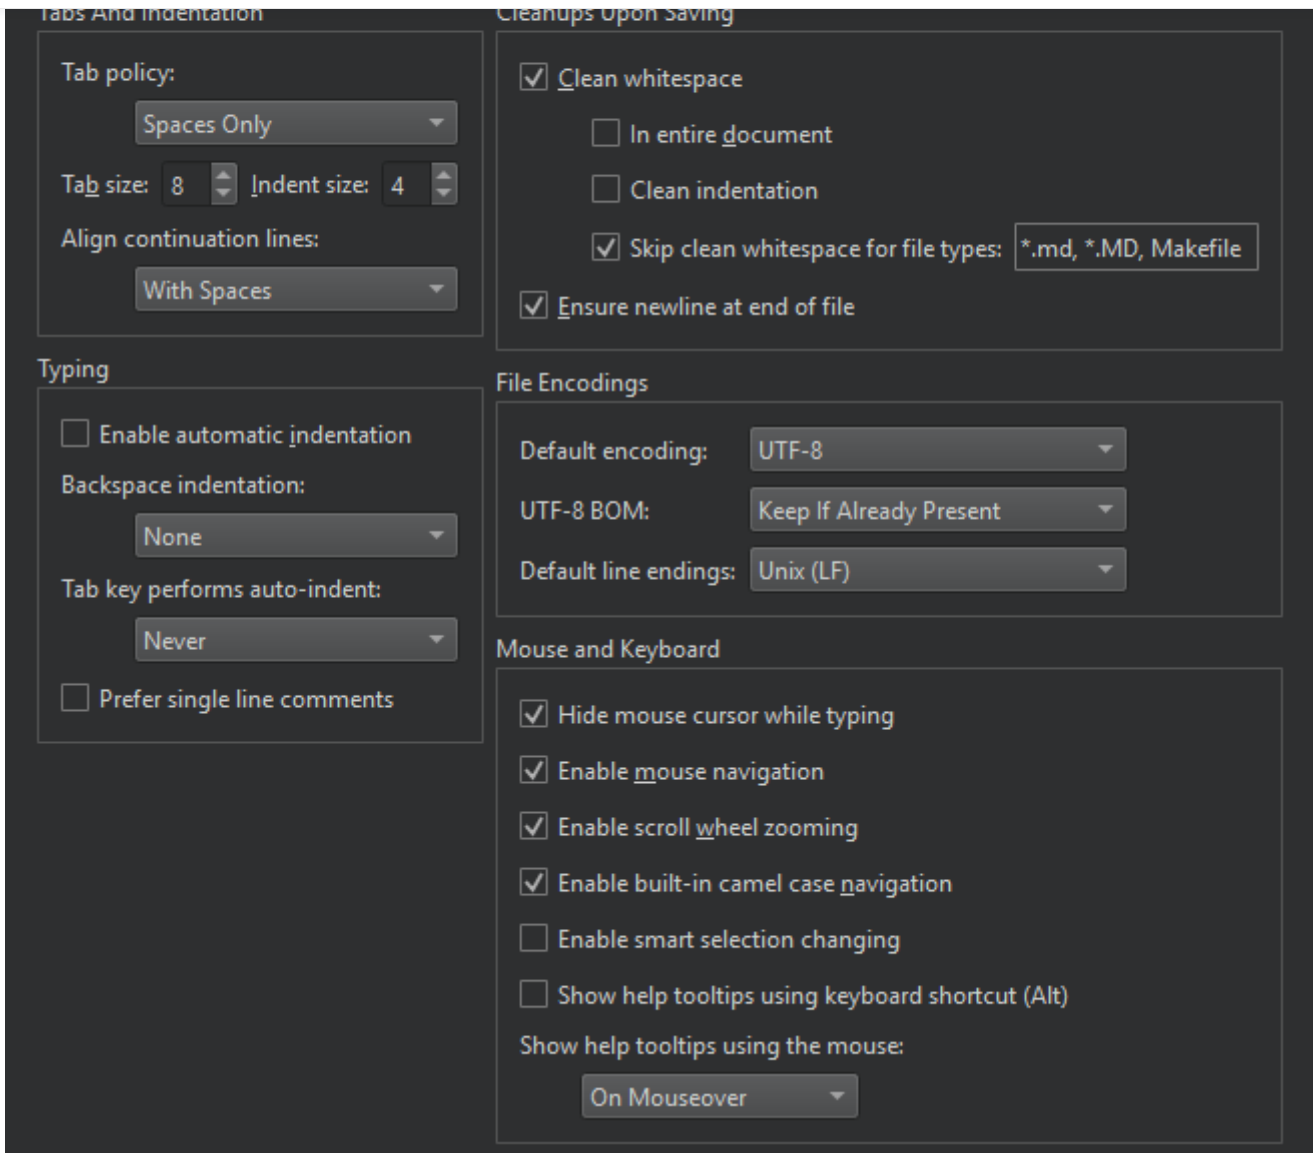 Tabs And Indentation
Tab policy:
Spaces Only
Tab size: 8 Indent size: 4
Align continuation lines:
With Spaces
Typing
Enable automatic indentation
Backspace indentation:
None
Tab key performs auto-indent:
Never
Prefer single line comments
Cleanups Upon Saving
Clean whitespace
In entire document
Clean indentation
Skip clean whitespace for file types: *.md, *.MD, Makefile
Ensure newline at end of file
File Encodings
Default encoding: UTF-8
UTF-8 BOM: Keep If Already Present
Default line endings: Unix (LF)
Mouse and Keyboard
Hide mouse cursor while typing
Enable mouse navigation
Enable scroll wheel zooming
Enable built-in camel case navigation
Enable smart selection changing
Show help tooltips using keyboard shortcut (Alt)
Show help tooltips using the mouse:
On Mouseover